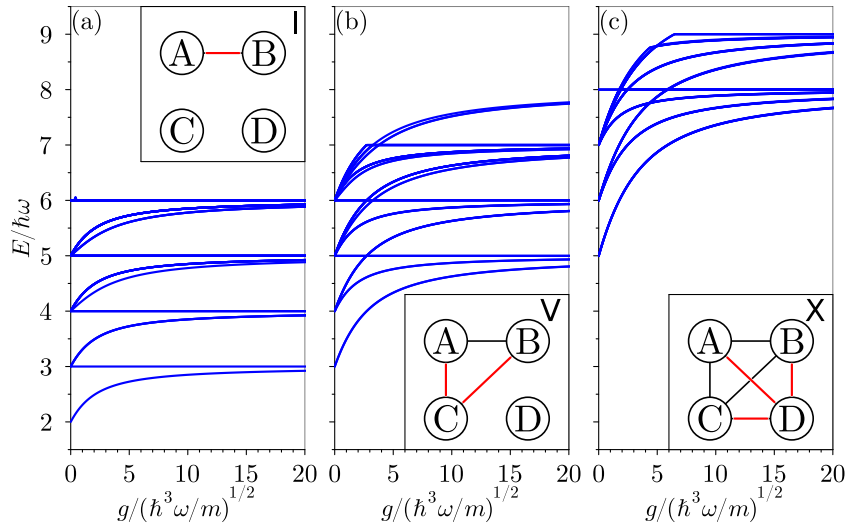 (a) I (b) (c)
A B
C D
E/ħω
9
8
7
6
5
4
3
2
V
A B
C D
X
A B
C D
0 5 10 15 20 0 5 10 15 20 0 5 10 15 20
g/(ħ³ω/m)^{1/2} g/(ħ³ω/m)^{1/2} g/(ħ³ω/m)^{1/2}